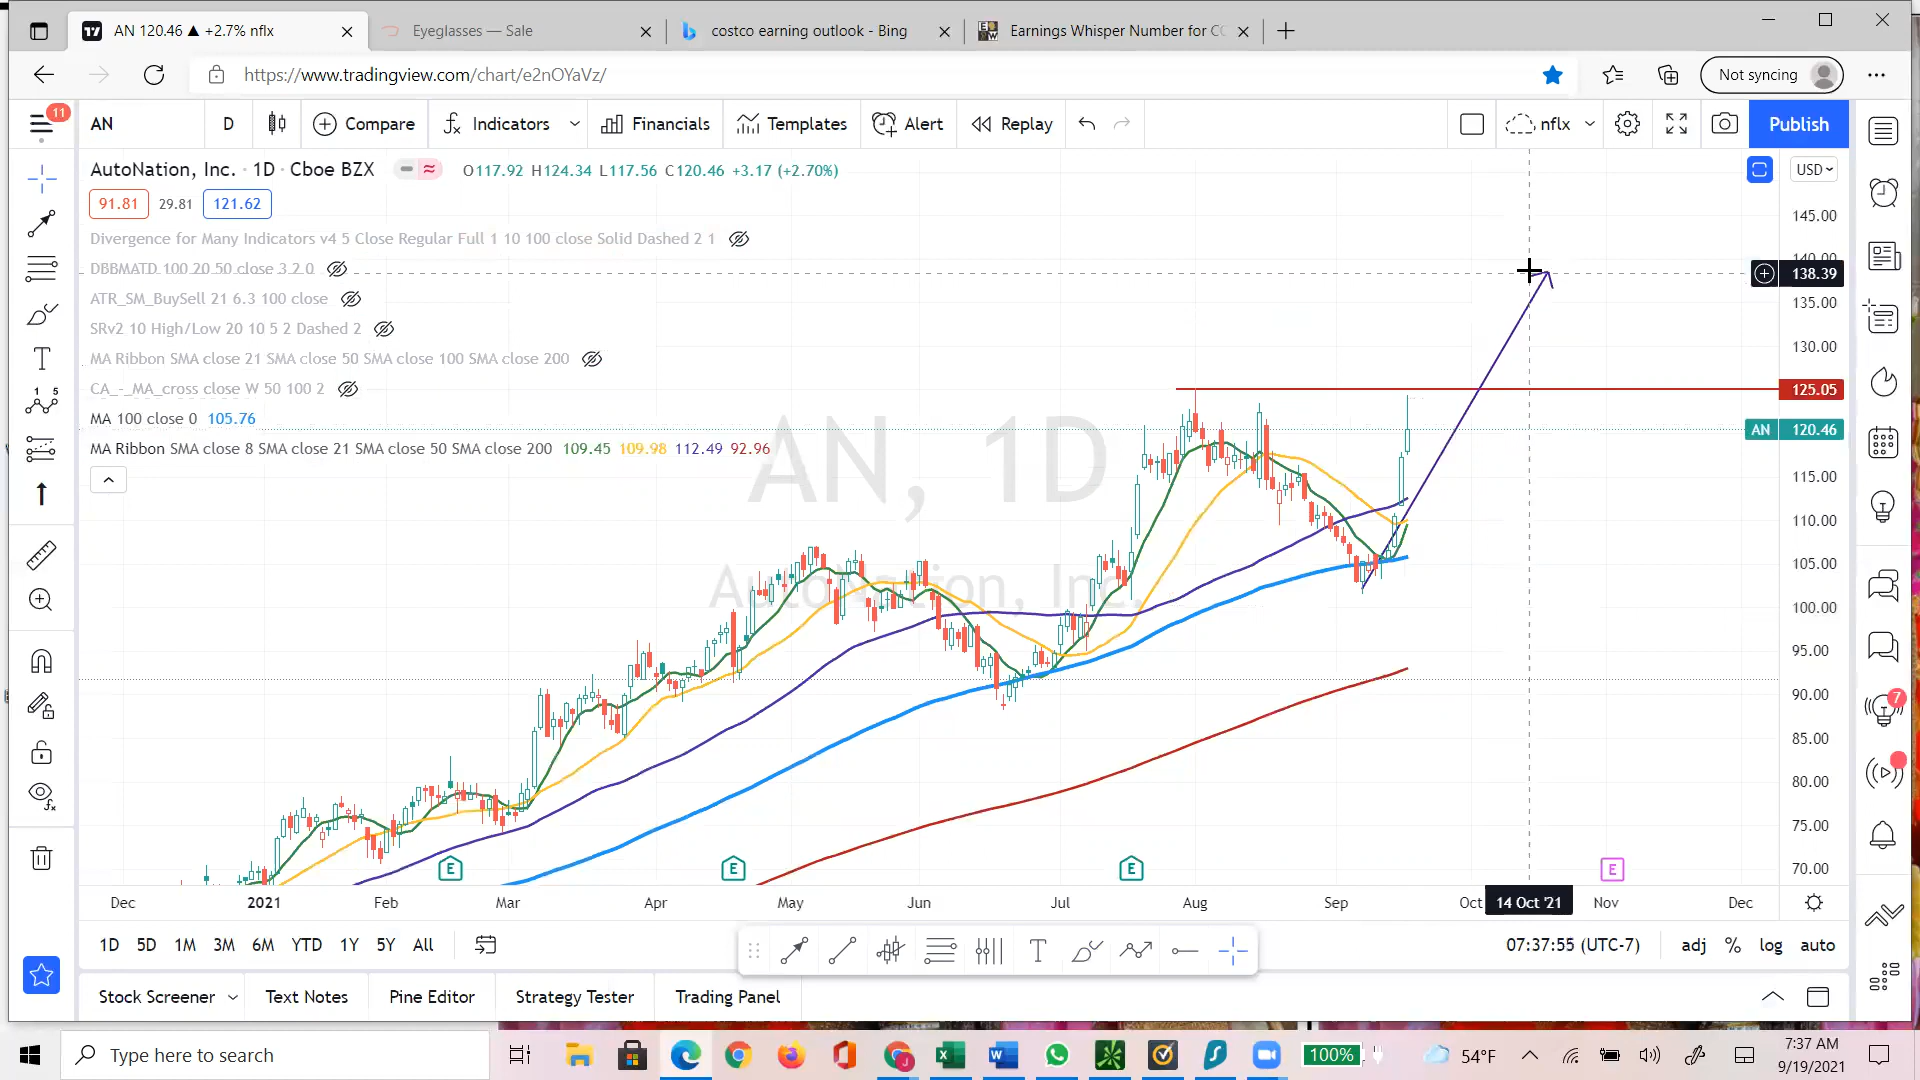 AN 120.46 ▲ +2.7% nflx
Eyeglasses — Sale
costco earning outlook - Bing
Earnings Whisper Number for CO
https://www.tradingview.com/chart/e2nOYaVz/
Not syncing
11
AN
D
Compare
Indicators
Financials
Templates
Alert
Replay
nflx
Publish
AutoNation, Inc. · 1D · Cboe BZX
O117.92 H124.34 L117.56 C120.46 +3.17 (+2.70%)
USD
91.81
29.81
121.62
Divergence for Many Indicators v4 5 Close Regular Full 1 10 100 close Solid Dashed 2 1
DBBMATD 100 20 50 close 3 2 0
ATR_SM_BuySell 21 6.3 100 close
SRv2 10 High/Low 20 10 5 2 Dashed 2
MA Ribbon SMA close 21 SMA close 50 SMA close 100 SMA close 200
CA_-_MA_cross close W 50 100 2
MA 100 close 0 105.76
MA Ribbon SMA close 8 SMA close 21 SMA close 50 SMA close 200 109.45 109.98 112.49 92.96
AN, 1D
AutoNation, Inc.
145.00
140.00
138.39
135.00
130.00
125.05
AN 120.46
115.00
110.00
105.00
100.00
95.00
90.00
85.00
80.00
75.00
70.00
7
1 5
E
E
E
E
Dec
2021
Feb
Mar
Apr
May
Jun
Jul
Aug
Sep
Oct
14 Oct '21
Nov
Dec
1D 5D 1M 3M 6M YTD 1Y 5Y All
T
T
07:37:55 (UTC-7)
adj % log auto
Stock Screener
Text Notes
Pine Editor
Strategy Tester
Trading Panel
Type here to search
100%
54°F
7:37 AM
9/19/2021